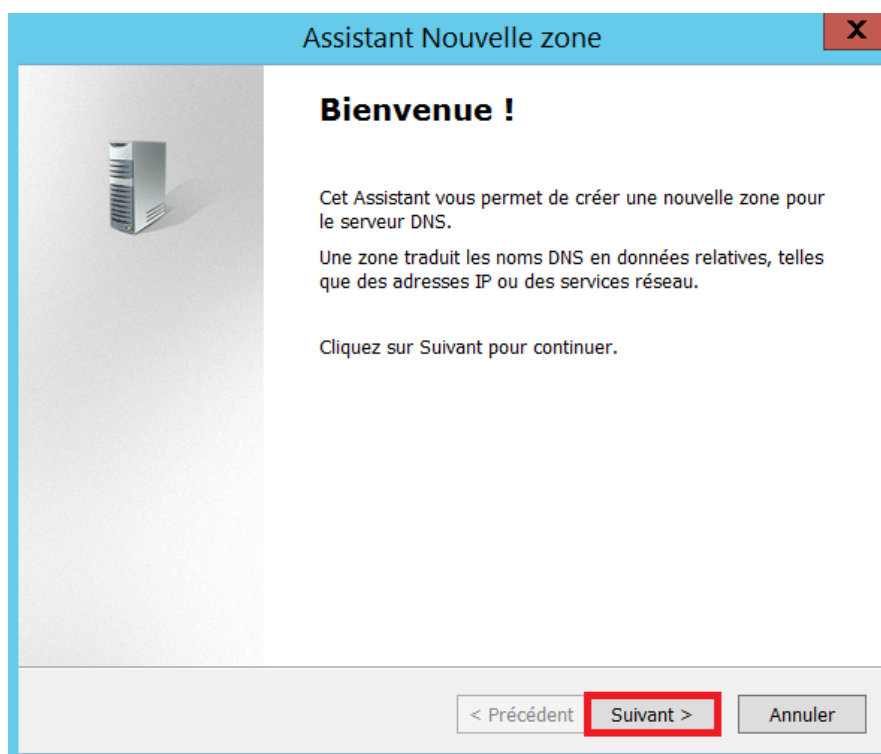 Assistant Nouvelle zone
X
Bienvenue !
Cet Assistant vous permet de créer une nouvelle zone pour
le serveur DNS.
Une zone traduit les noms DNS en données relatives, telles
que des adresses IP ou des services réseau.
Cliquez sur Suivant pour continuer.
< Précédent Suivant > Annuler